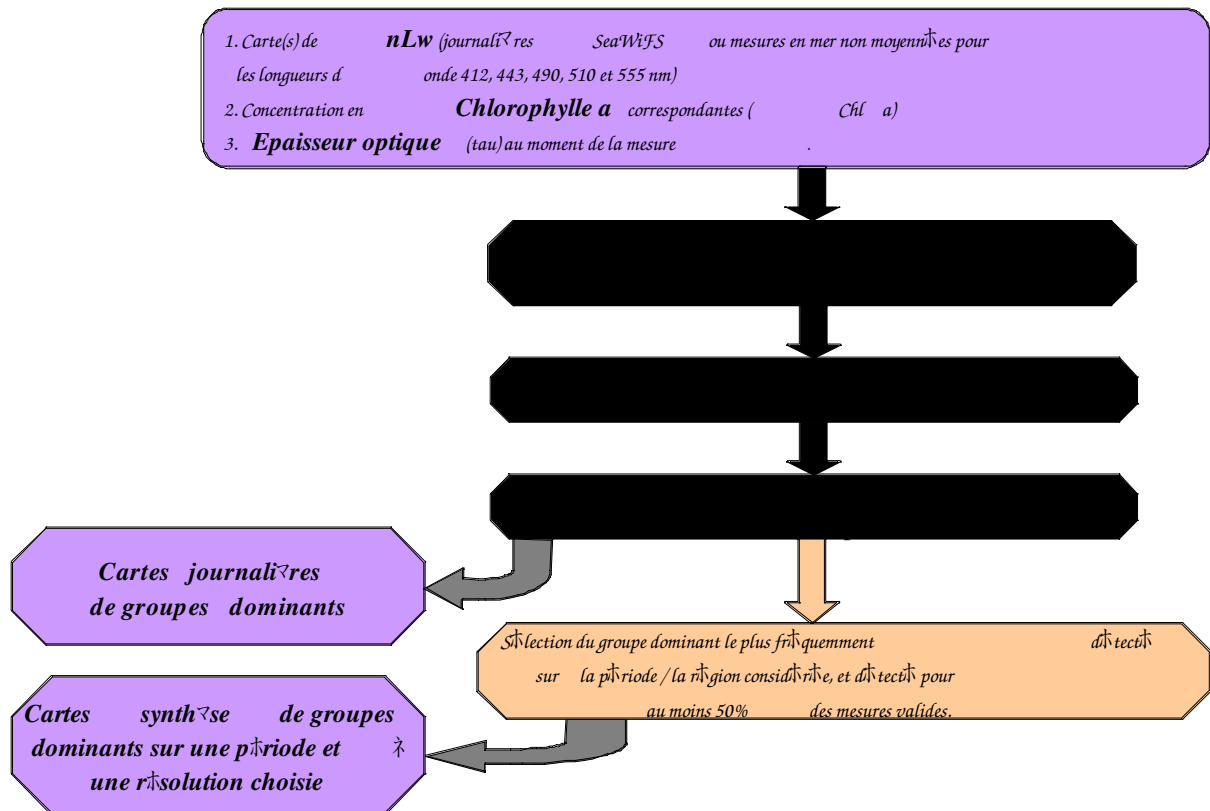 1. Carte(s) de nLw (journaliマres SeaWiFS ou mesures en mer non moyennホes pour
les longueurs d onde 412, 443, 490, 510 et 555 nm)
2. Concentration en Chlorophylle a correspondantes ( Chl a)
3. Epaisseur optique (tau) au moment de la mesure .
Cartes journaliマres
de groupes dominants
Sホlection du groupe dominant le plus frホquemment dホtectホ
sur la pホriode / la rホgion considホrホe, et dホtectホ pour
au moins 50% des mesures valides.
Cartes synthマse de groupes
dominants sur une pホriode et ネ
une rホsolution choisie